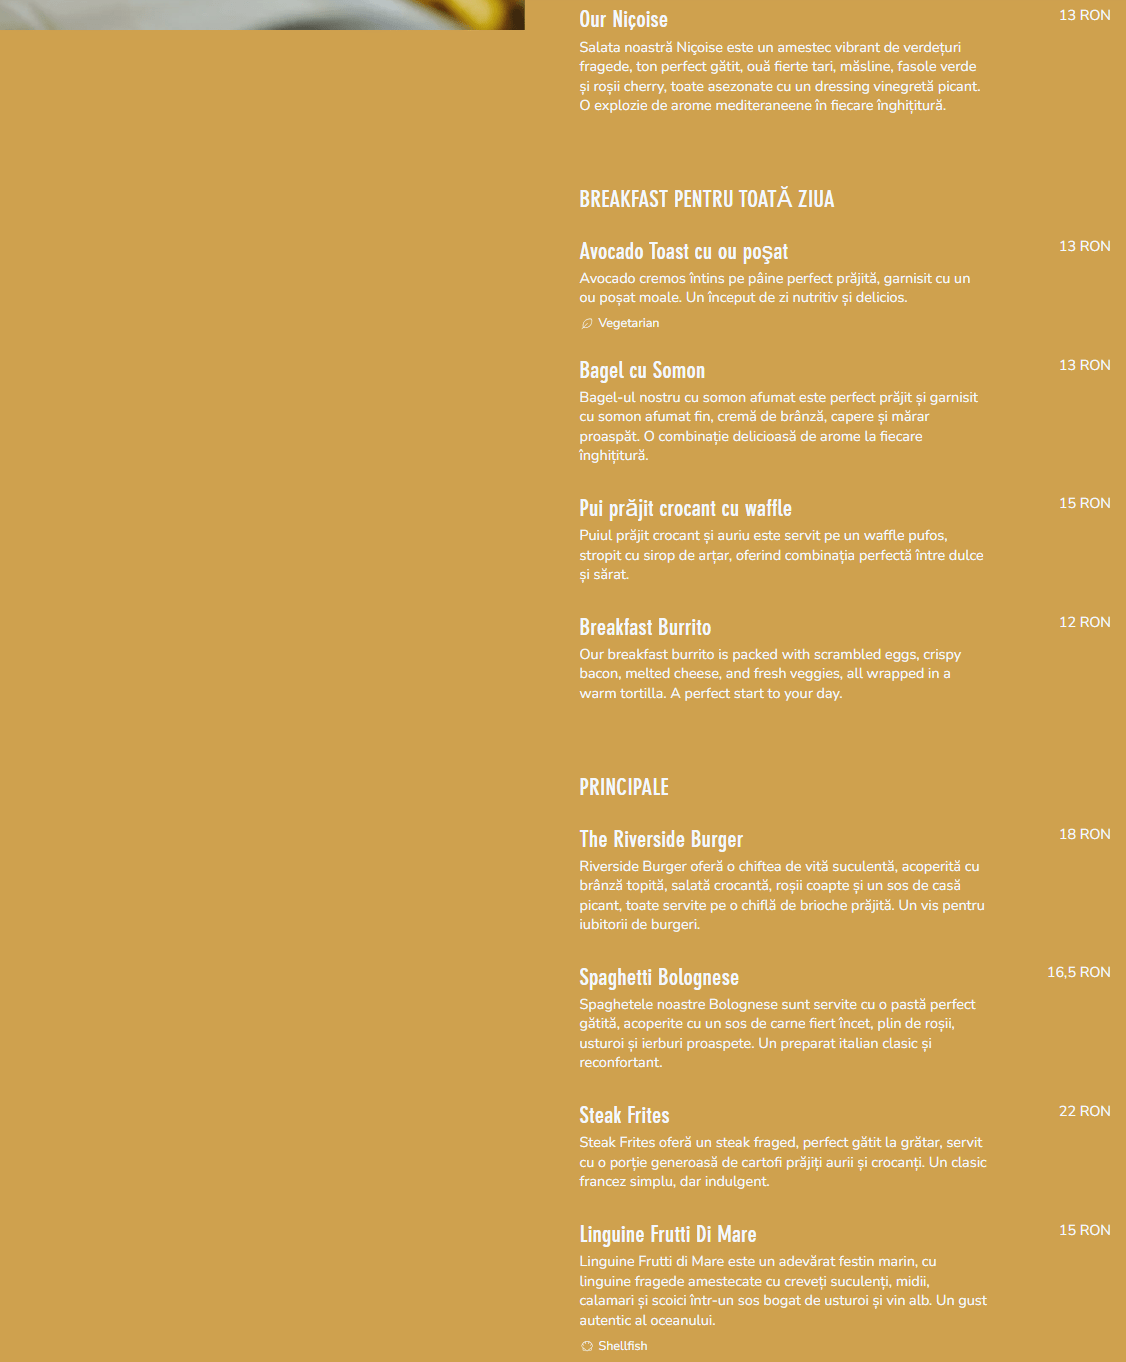 Our Niçoise
13 RON
Salata noastră Niçoise este un amestec vibrant de verdețuri
fragede, ton perfect gătit, ouă fierte tari, măsline, fasole verde
și roșii cherry, toate asezonate cu un dressing vinegretă picant.
O explozie de arome mediteraneene în fiecare înghițitură.
BREAKFAST PENTRU TOATĂ ZIUA
Avocado Toast cu ou poşat
13 RON
Avocado cremos întins pe pâine perfect prăjită, garnisit cu un
ou poșat moale. Un început de zi nutritiv și delicios.
Vegetarian
Bagel cu Somon
13 RON
Bagel-ul nostru cu somon afumat este perfect prăjit și garnisit
cu somon afumat fin, cremă de brânză, capere și mărar
proaspăt. O combinație delicioasă de arome la fiecare
înghițitură.
Pui prăjit crocant cu waffle
15 RON
Puiul prăjit crocant și auriu este servit pe un waffle pufos,
stropit cu sirop de arțar, oferind combinația perfectă între dulce
și sărat.
Breakfast Burrito
12 RON
Our breakfast burrito is packed with scrambled eggs, crispy
bacon, melted cheese, and fresh veggies, all wrapped in a
warm tortilla. A perfect start to your day.
PRINCIPALE
The Riverside Burger
18 RON
Riverside Burger oferă o chiftea de vită suculentă, acoperită cu
brânză topită, salată crocantă, roșii coapte și un sos de casă
picant, toate servite pe o chiflă de brioche prăjită. Un vis pentru
iubitorii de burgeri.
Spaghetti Bolognese
16,5 RON
Spaghetele noastre Bolognese sunt servite cu o pastă perfect
gătită, acoperite cu un sos de carne fiert încet, plin de roșii,
usturoi și ierburi proaspete. Un preparat italian clasic și
reconfortant.
Steak Frites
22 RON
Steak Frites oferă un steak fraged, perfect gătit la grătar, servit
cu o porție generoasă de cartofi prăjiți aurii și crocanți. Un clasic
francez simplu, dar indulgent.
Linguine Frutti Di Mare
15 RON
Linguine Frutti di Mare este un adevărat festin marin, cu
linguine fragede amestecate cu creveți suculenți, midii,
calamari și scoici într-un sos bogat de usturoi și vin alb. Un gust
autentic al oceanului.
Shellfish